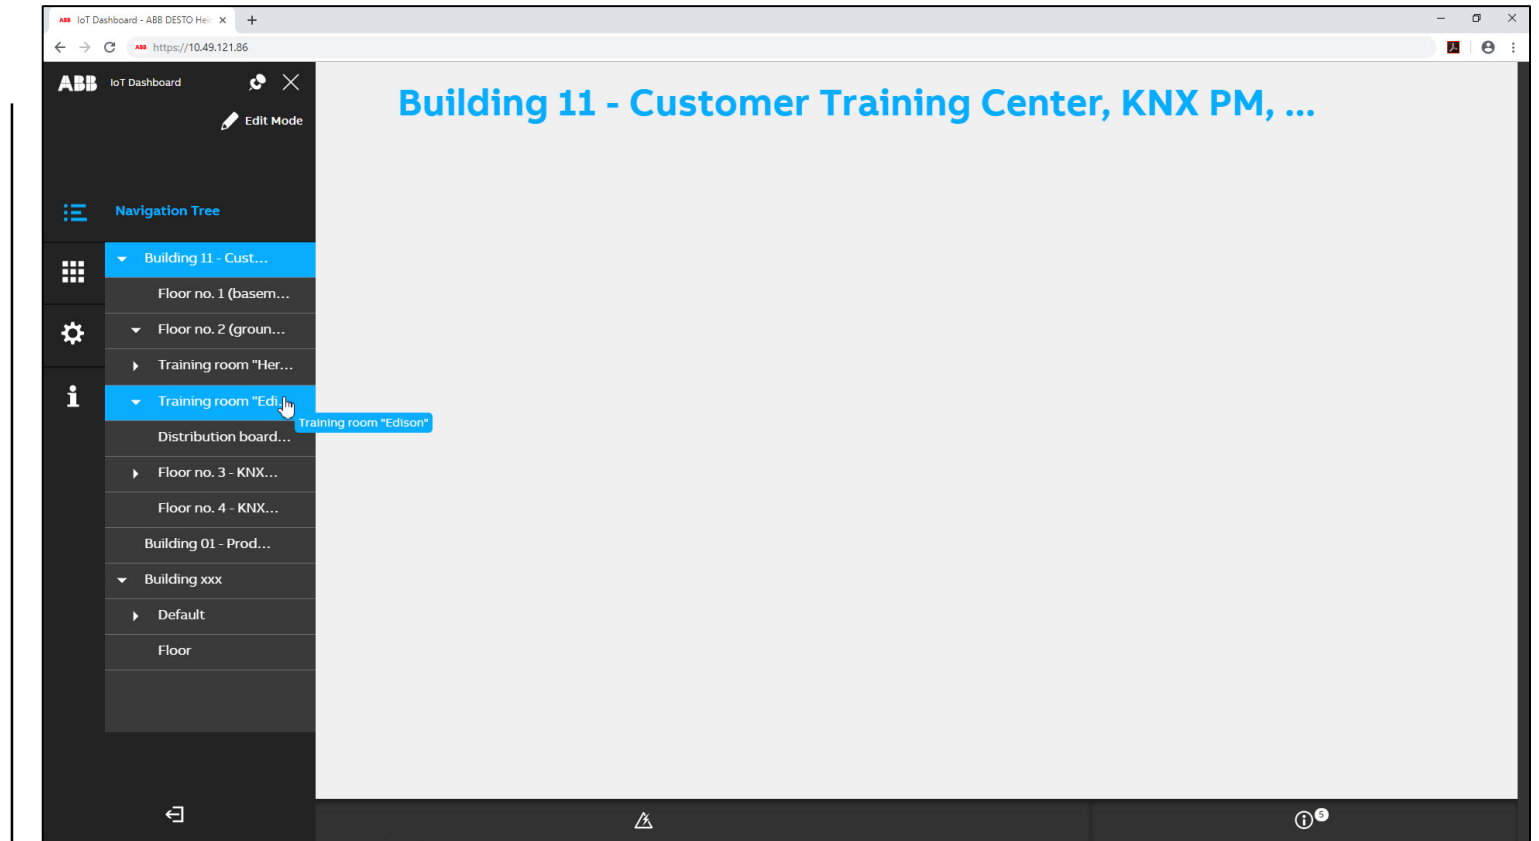 ABB IoT Dashboard - ABB DESTO Hei
ABB https://10.49.121.86
ABB IoT Dashboard
Edit Mode
Building 11 - Customer Training Center, KNX PM, ...
Navigation Tree
Building 11 - Cust...
Floor no. 1 (basem...
Floor no. 2 (groun...
Training room "Her...
Training room "Edi...
Training room "Edison"
Distribution board...
Floor no. 3 - KNX...
Floor no. 4 - KNX...
Building 01 - Prod...
Building xxx
Default
Floor
5